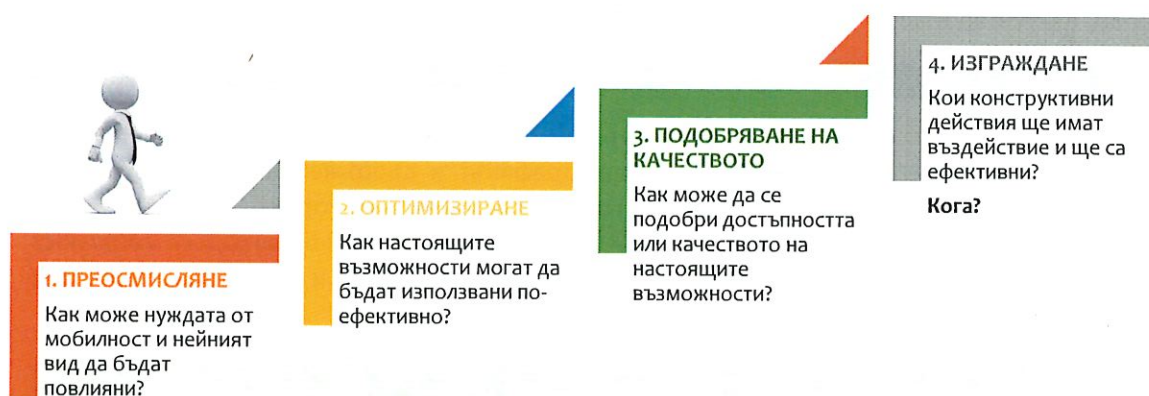 1. ПРЕОСМИСЛЯНЕ
Как може нуждата от
мобилност и нейният
вид да бъдат
повлияни?
2. ОПТИМИЗИРАНЕ
Как настоящите
възможности могат да
бъдат използвани по-
ефективно?
3. ПОДОБРЯВАНЕ НА
КАЧЕСТВОТО
Как може да се
подобри достъпността
или качеството на
настоящите
възможности?
4. ИЗГРАЖДАНЕ
Кои конструктивни
действия ще имат
въздействие и ще са
ефективни?
Кога?